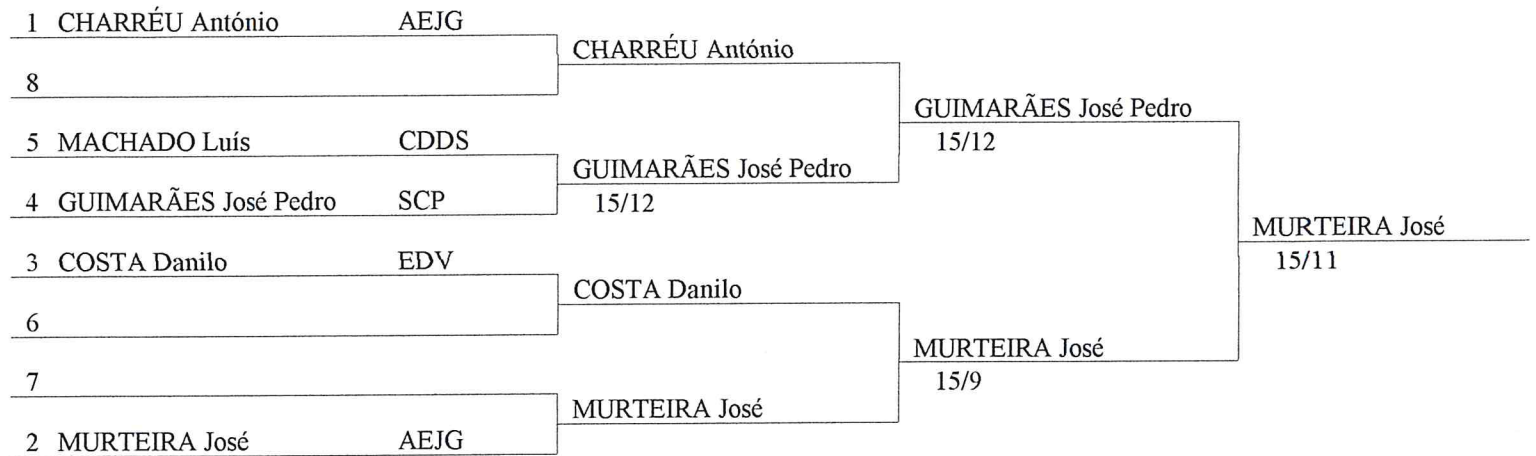 1 CHARRÉU António AEJG
8
5 MACHADO Luís CDDS
4 GUIMARÃES José Pedro SCP
3 COSTA Danilo EDV
6
7
2 MURTEIRA José AEJG
CHARRÉU António
GUIMARÃES José Pedro
15/12
COSTA Danilo
MURTEIRA José
GUIMARÃES José Pedro
15/12
MURTEIRA José
15/9
MURTEIRA José
15/11